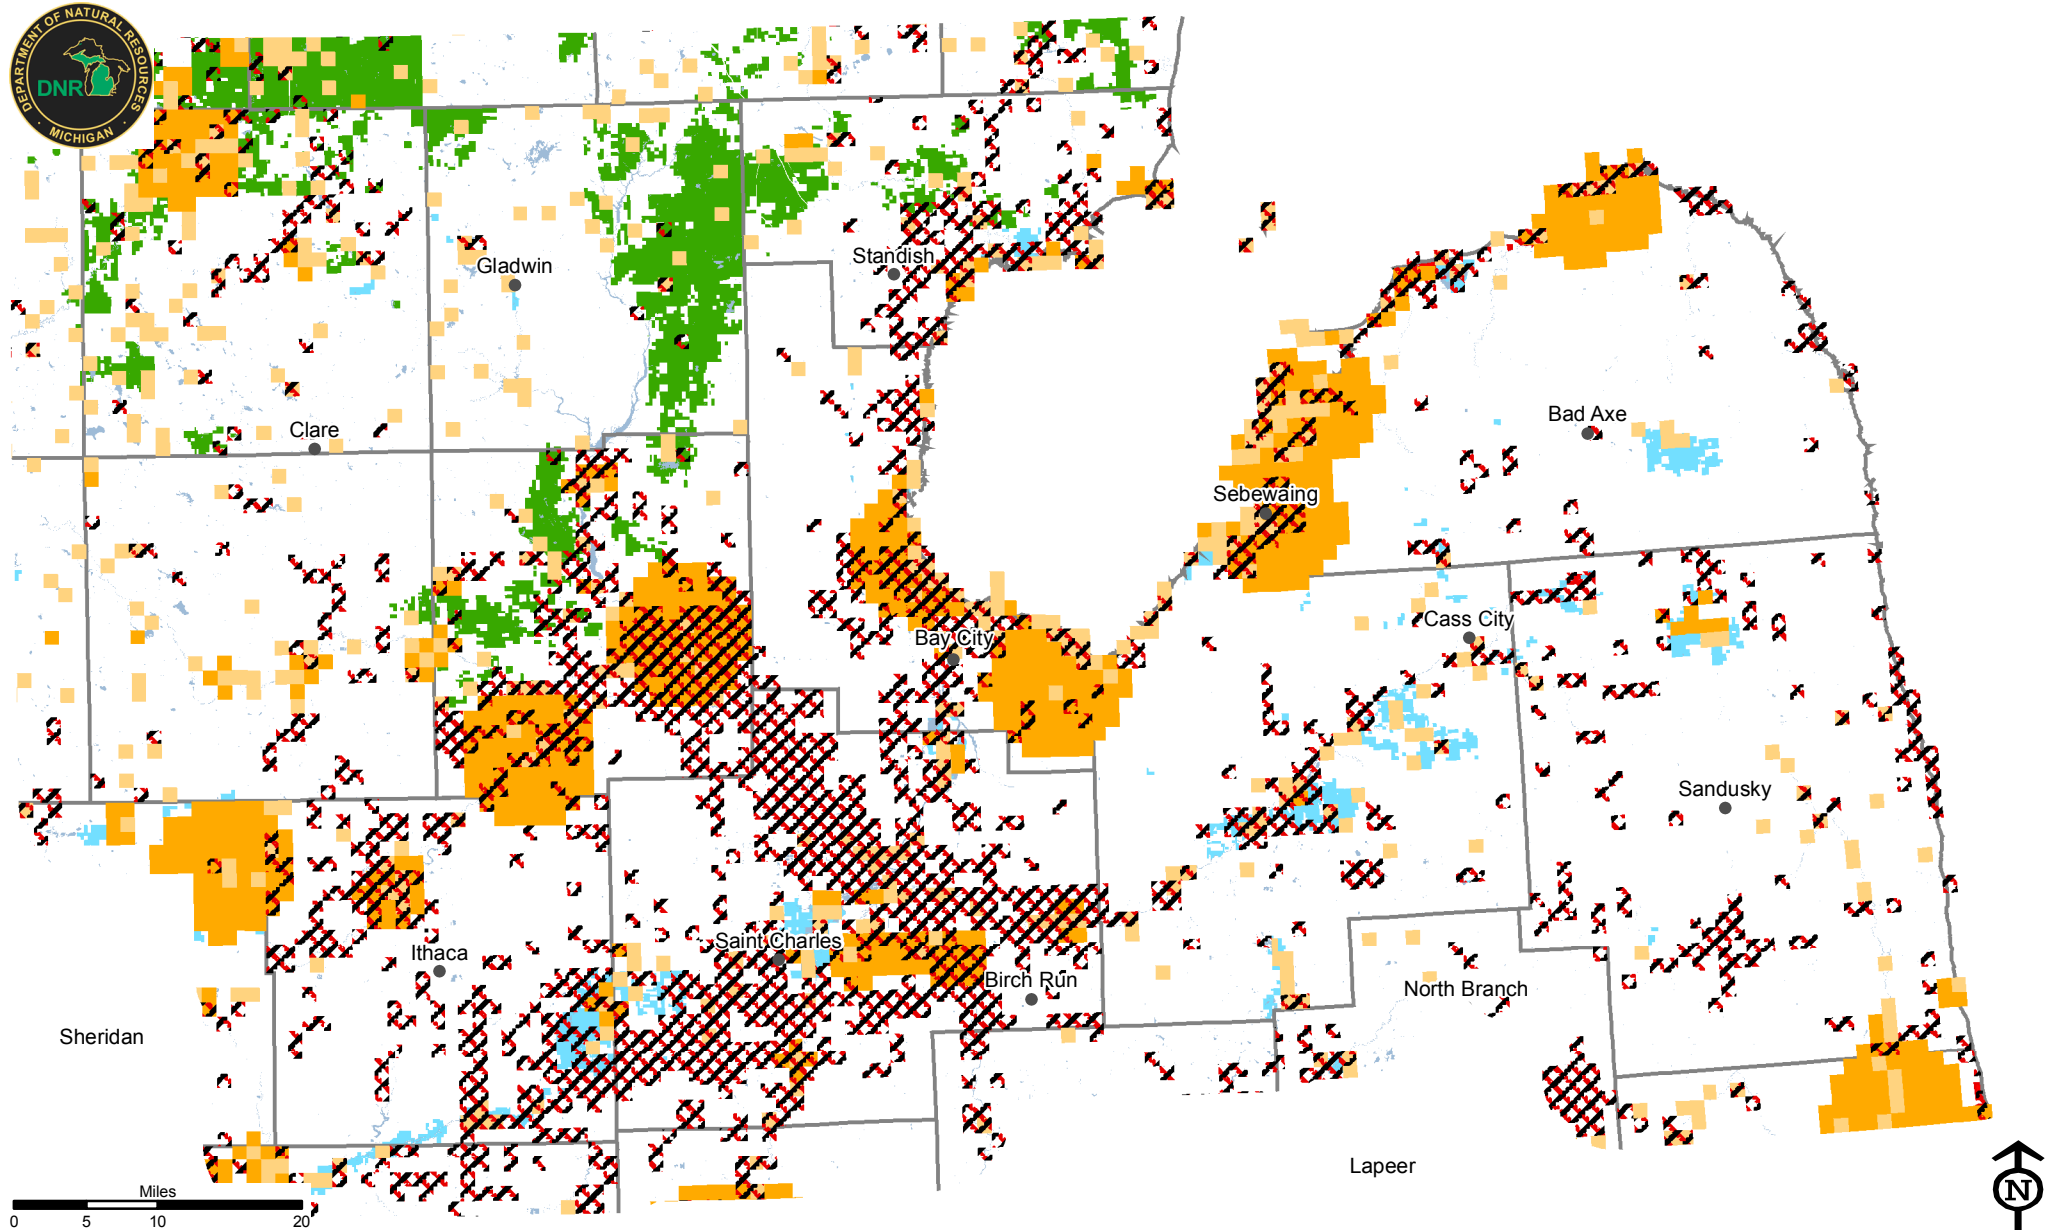 DEPARTMENT OF NATURAL RESOURCES
DNR
MICHIGAN
Standish
Gladwin
Clare
Bad Axe
Sebewaing
Cass City
Bay City
Sandusky
Saint Charles
Ithaca
Birch Run
North Branch
Sheridan
Lapeer
Miles
0 5 10 20
N